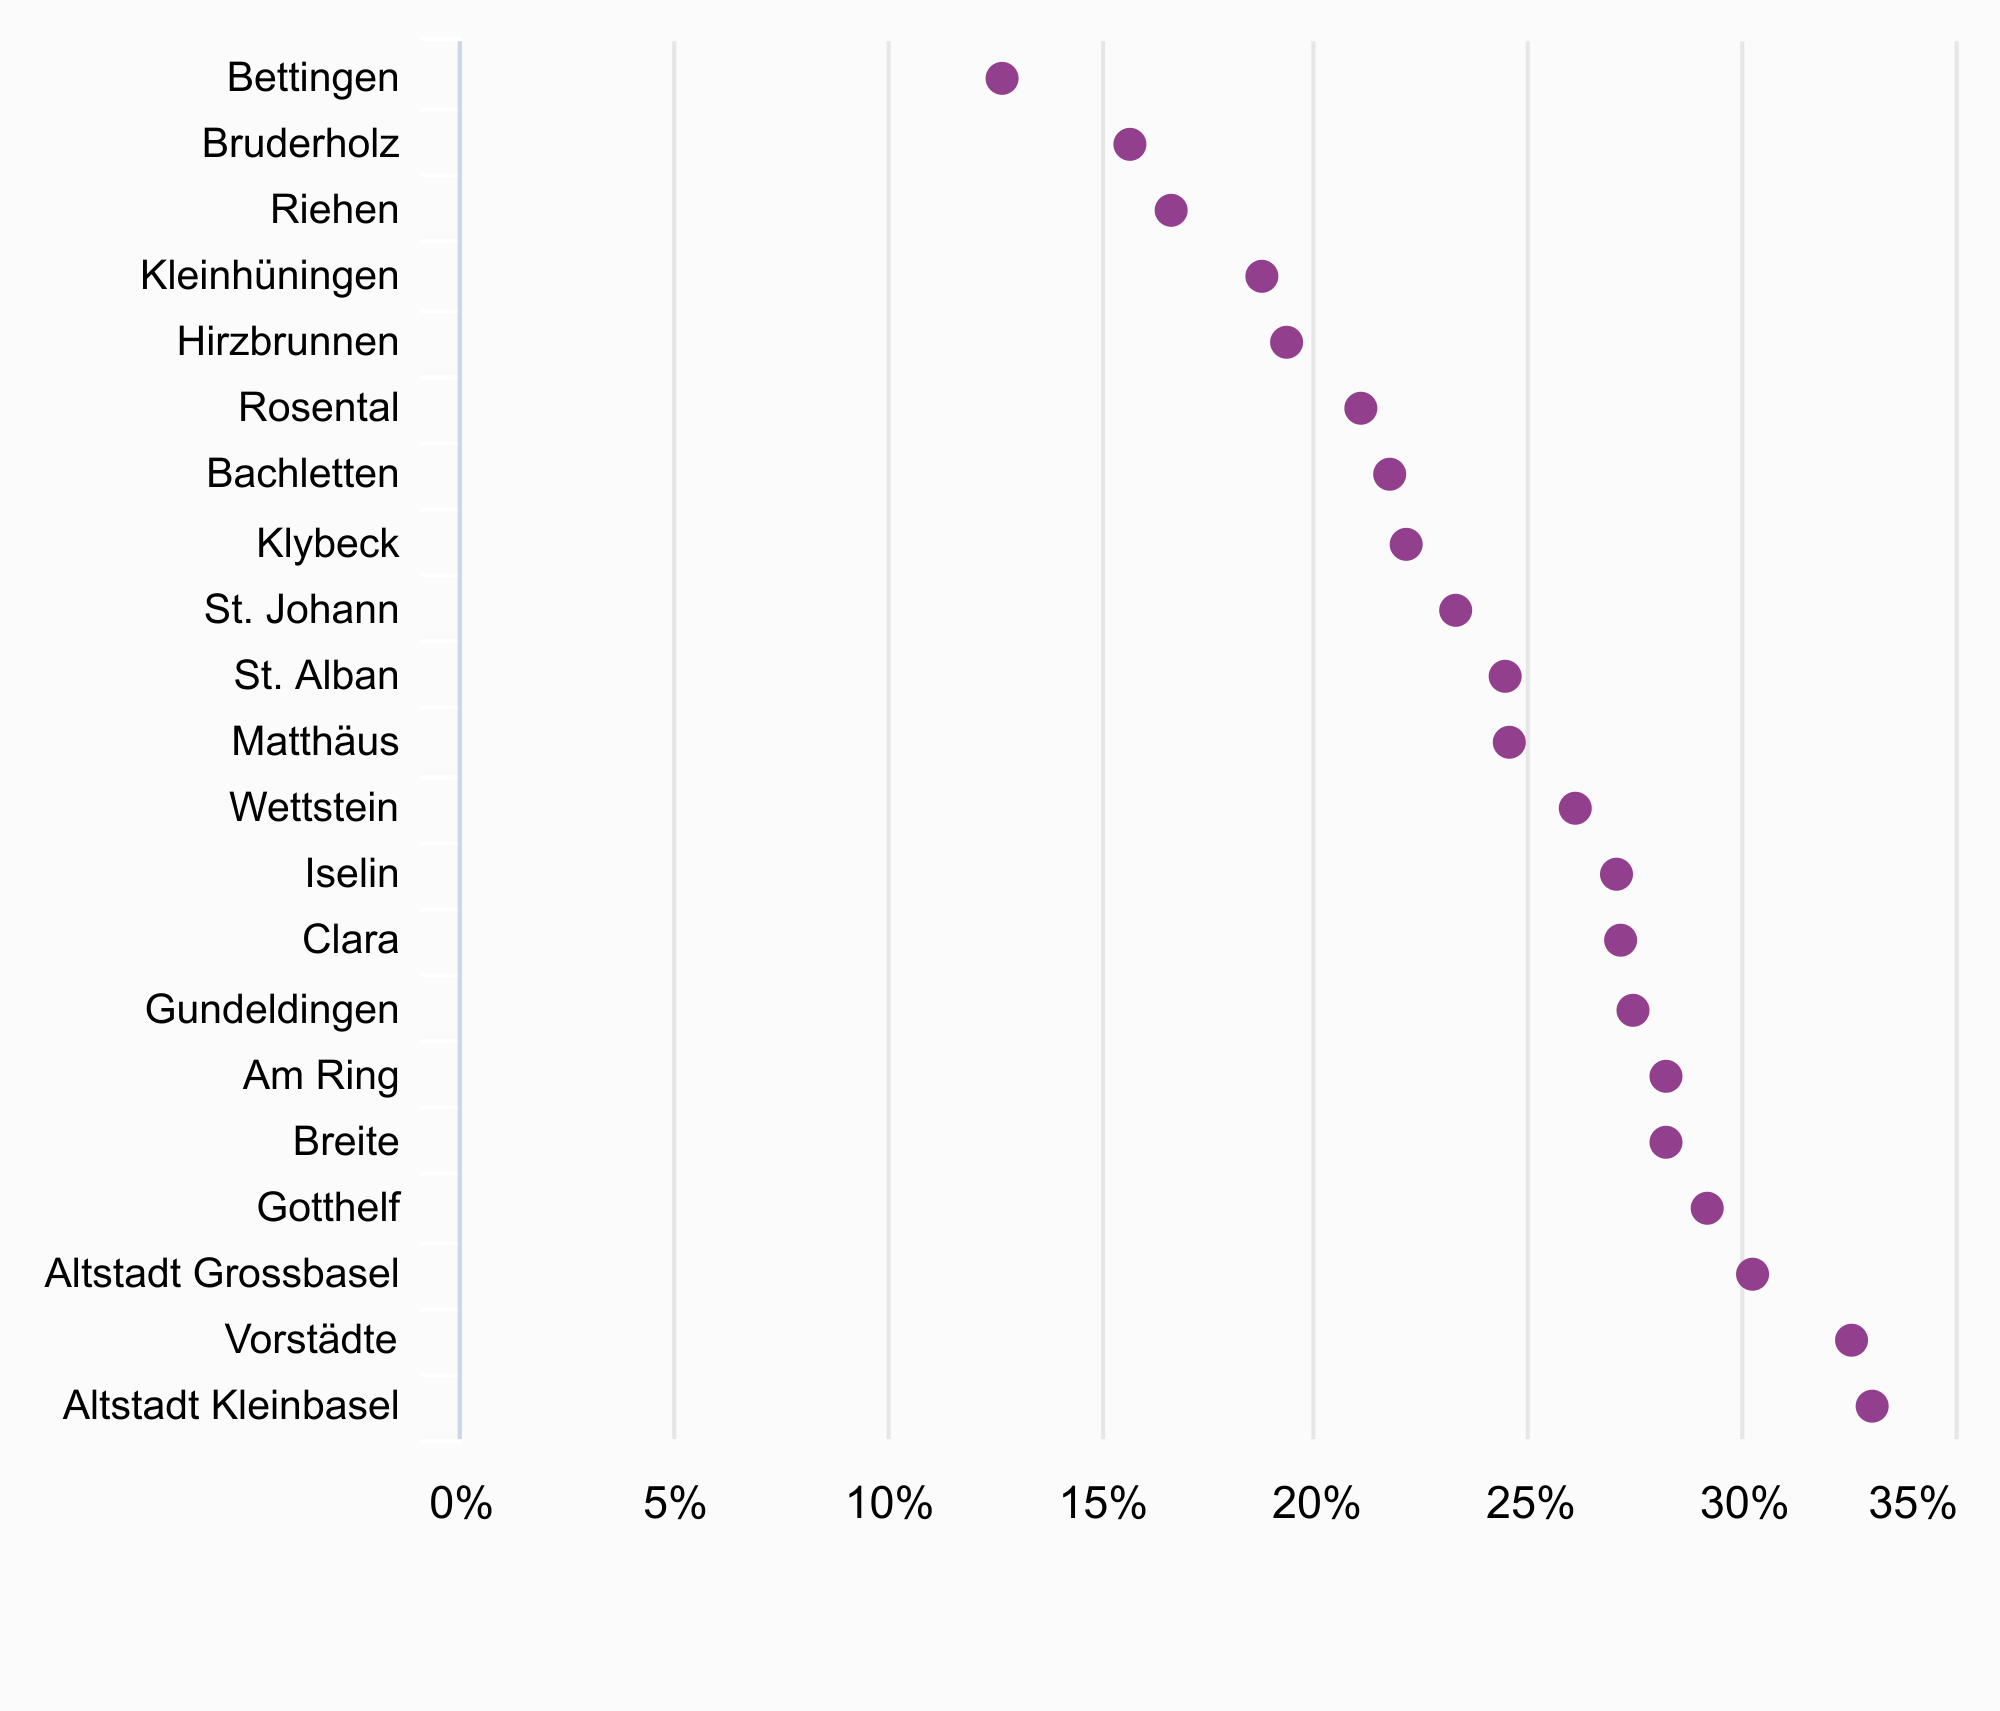 Bettingen
Bruderholz
Riehen
Kleinhüningen
Hirzbrunnen
Rosental
Bachletten
Klybeck
St. Johann
St. Alban
Matthäus
Wettstein
Iselin
Clara
Gundeldingen
Am Ring
Breite
Gotthelf
Altstadt Grossbasel
Vorstädte
Altstadt Kleinbasel
0% 5% 10% 15% 20% 25% 30% 35%